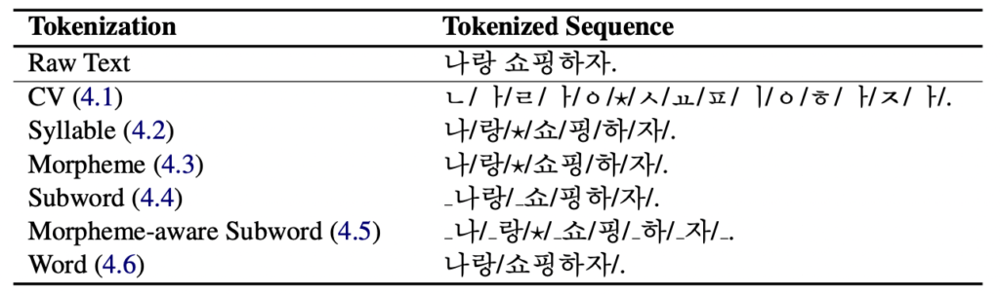 Tokenization Tokenized Sequence
Raw Text 나랑 쇼핑하자.
CV (4.1) ㄴ/ㅏ/ㄹ/ㅏ/ㅇ/⋆/ㅅ/ㅛ/ㅍ/ㅣ/ㅇ/ㅎ/ㅏ/ㅈ/ㅏ/.
Syllable (4.2) 나/랑/⋆/쇼/핑/하/자/.
Morpheme (4.3) 나/랑/⋆/쇼핑/하/자/.
Subword (4.4) _나랑/_쇼/핑하/자/.
Morpheme-aware Subword (4.5) _나/_랑/⋆/_쇼/핑/_하/_자/_.
Word (4.6) 나랑/쇼핑하자/.